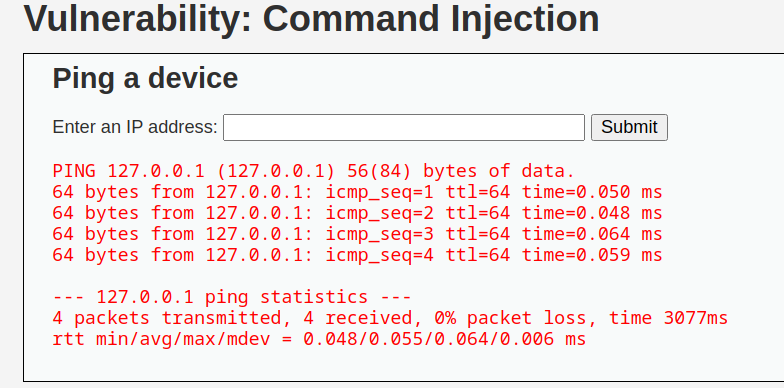 Vulnerability: Command Injection
Ping a device
Enter an IP address: Submit
PING 127.0.0.1 (127.0.0.1) 56(84) bytes of data.
64 bytes from 127.0.0.1: icmp_seq=1 ttl=64 time=0.050 ms
64 bytes from 127.0.0.1: icmp_seq=2 ttl=64 time=0.048 ms
64 bytes from 127.0.0.1: icmp_seq=3 ttl=64 time=0.064 ms
64 bytes from 127.0.0.1: icmp_seq=4 ttl=64 time=0.059 ms
--- 127.0.0.1 ping statistics ---
4 packets transmitted, 4 received, 0% packet loss, time 3077ms
rtt min/avg/max/mdev = 0.048/0.055/0.064/0.006 ms